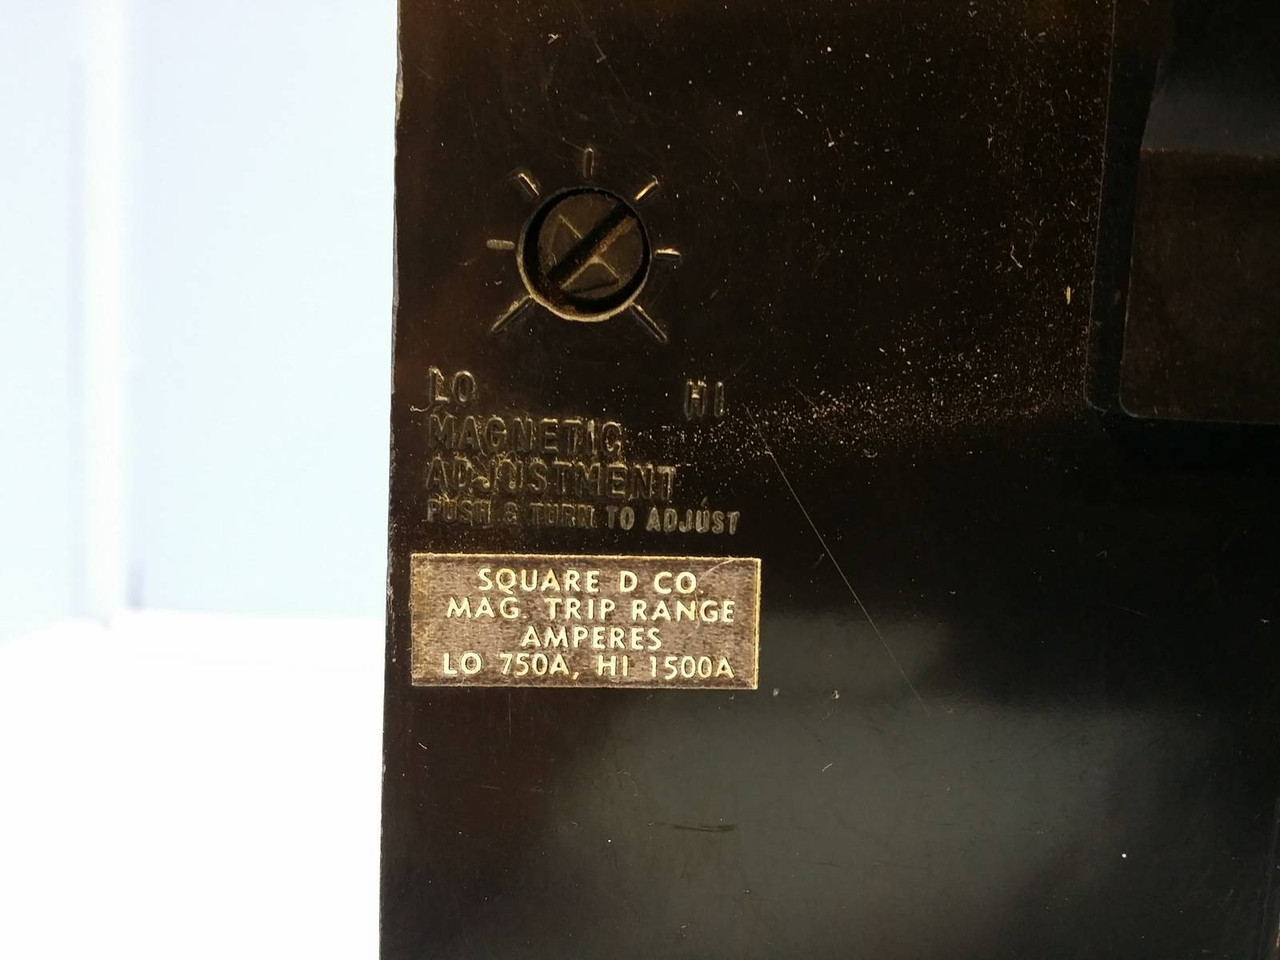 LO HI
MAGNETIC
ADJUSTMENT
PUSH & TURN TO ADJUST
SQUARE D CO.
MAG. TRIP RANGE
AMPERES
LO 750A, HI 1500A